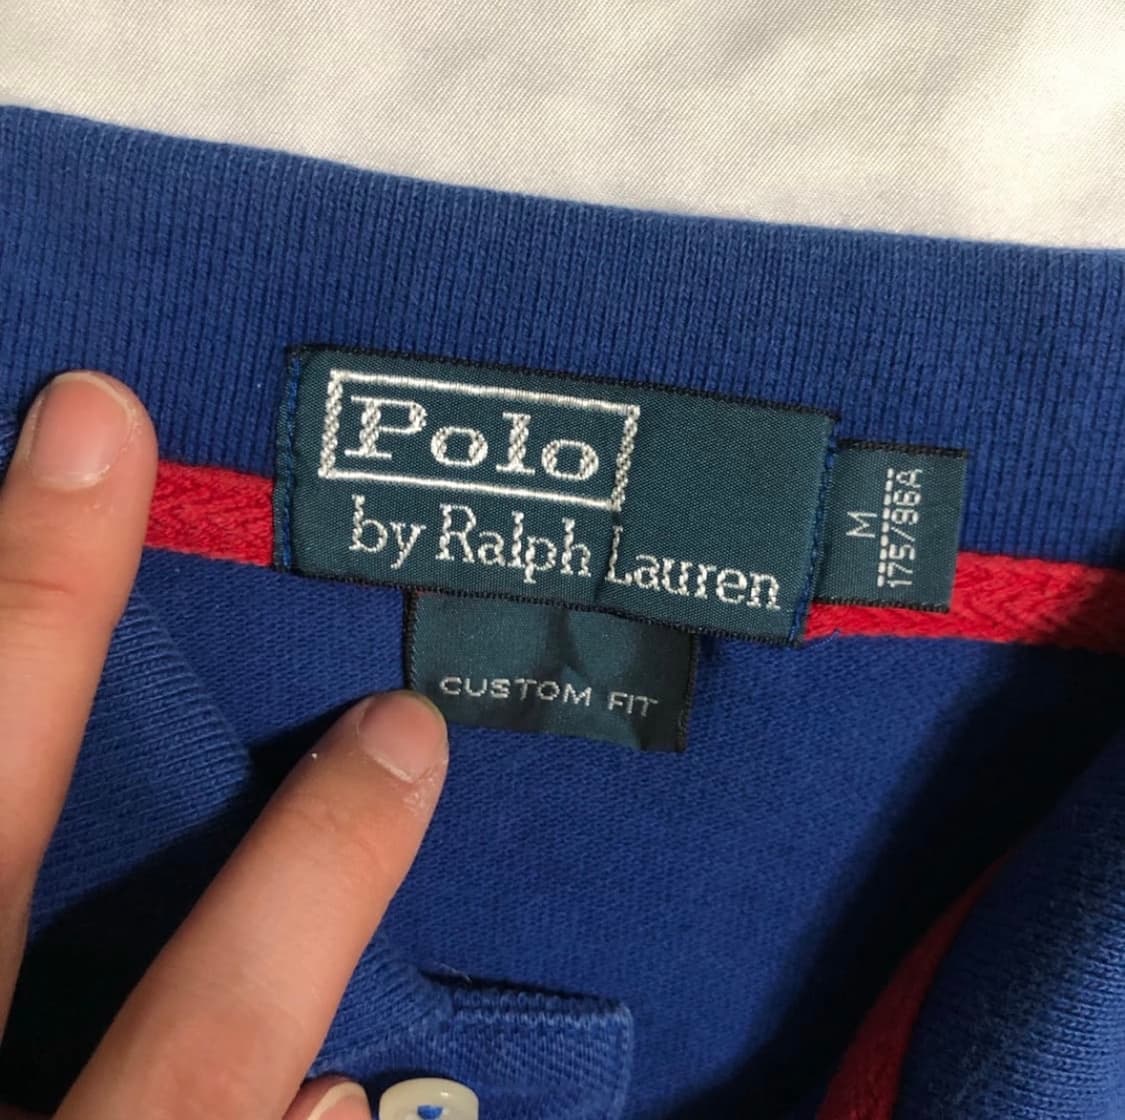 Polo
by Ralph Lauren
M
175/96A
CUSTOM FIT